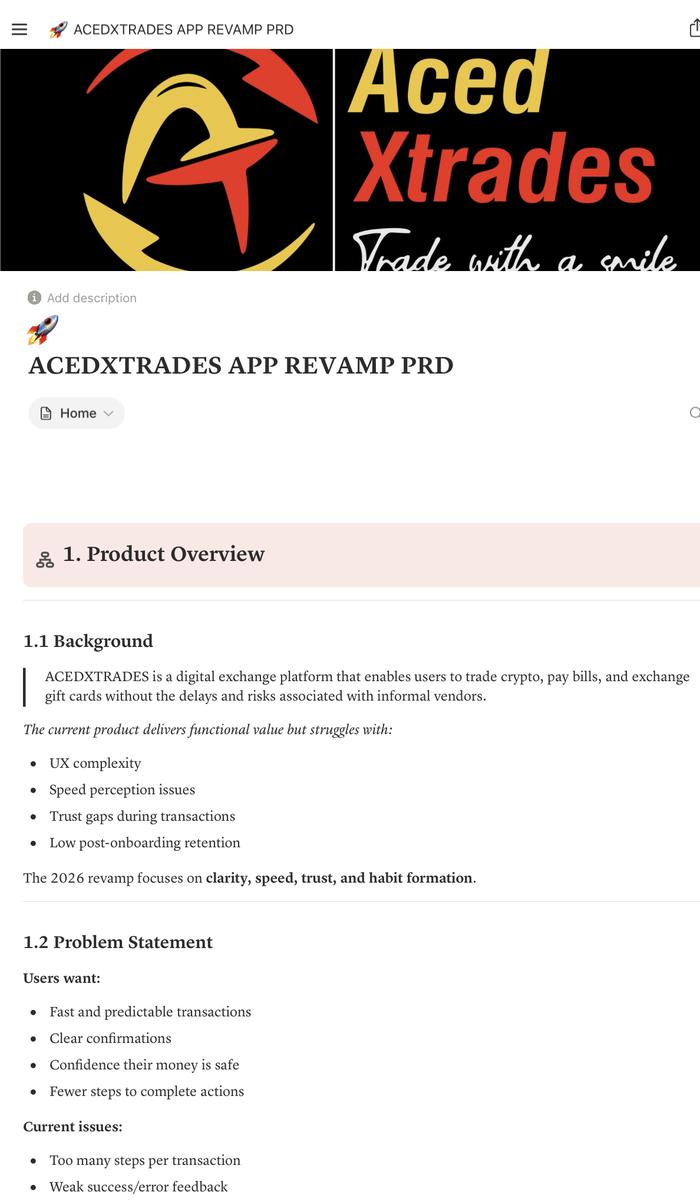 🚀 ACEDXTRADES APP REVAMP PRD
Aced
Xtrades
Trade with a smile
Add description
🚀
ACEDXTRADES APP REVAMP PRD
Home
1. Product Overview
1.1 Background
ACEDXTRADES is a digital exchange platform that enables users to trade crypto, pay bills, and exchange
gift cards without the delays and risks associated with informal vendors.
The current product delivers functional value but struggles with:
• UX complexity
• Speed perception issues
• Trust gaps during transactions
• Low post-onboarding retention
The 2026 revamp focuses on clarity, speed, trust, and habit formation.
1.2 Problem Statement
Users want:
• Fast and predictable transactions
• Clear confirmations
• Confidence their money is safe
• Fewer steps to complete actions
Current issues:
• Too many steps per transaction
• Weak success/error feedback